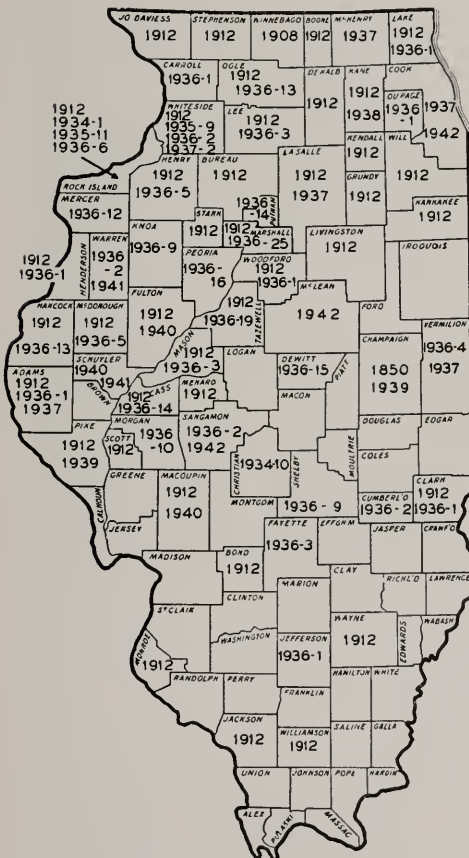 JO DAVIESS
1912
STEPHENSON
1912
WINNEBAGO
1908
BOONE
1912
McHENRY
1937
LAKE
1912
1936-1
CARROLL
1936-1
OGLE
1912
1936-13
DE KALB
1912
KANE
1912
1938
COOK
1937
1942
DU PAGE
1936
-1
WHITESIDE
1912
1935-9
1936-2
1937-2
LEE
1912
1936-3
KENDALL
1912
WILL
1912
1912
1934-1
1935-11
1936-6
ROCK ISLAND
HENRY
1912
1936-5
BUREAU
1912
LASALLE
1912
1937
GRUNDY
1912
KANKAKEE
1912
MERCER
1936-12
STARK
1912
PUTNAM
1936
-14
MARSHALL
1912
1936-25
LIVINGSTON
1912
IROQUOIS
1912
1936-1
HENDERSON
WARREN
1936
-2
1941
KNOX
1936-9
PEORIA
1936-
16
WOODFORD
1912
1936-1
McLEAN
1942
FORD
HANCOCK
1912
1936-13
McDONOUGH
1912
1936-5
FULTON
1912
1940
TAZEWELL
1912
1936-19
MASON
1912
1936-3
LOGAN
DEWITT
1936-15
PIATT
CHAMPAIGN
1850
1939
VERMILION
1936-4
1937
ADAMS
1912
1936-1
1937
SCHUYLER
1940
BROWN
1941
CASS
1912
1936-14
MENARD
1912
MACON
DOUGLAS
EDGAR
PIKE
1912
1939
SCOTT
1912
MORGAN
1936
-10
SANGAMON
1936-2
1942
CHRISTIAN
1934-10
SHELBY
1936-9
MOULTRIE
COLES
CUMBERL'D
1936-2
CLARK
1912
1936-1
CALHOUN
GREENE
JERSEY
MACOUPIN
1912
1940
MONTGOM
FAYETTE
1936-3
EFFGHM
JASPER
CRAWF'D
MADISON
BOND
1912
CLINTON
MARION
CLAY
RICHL'D
LAWRENCE
ST CLAIR
WASHINGTON
JEFFERSON
1936-1
WAYNE
1912
EDWARDS
WABASH
MONROE
1912
RANDOLPH
PERRY
FRANKLIN
HAMILTON
WHITE
JACKSON
1912
WILLIAMSON
1912
SALINE
GALLA
UNION
JOHNSON
POPE
HARDIN
ALEX
PULASKI
MASSAC